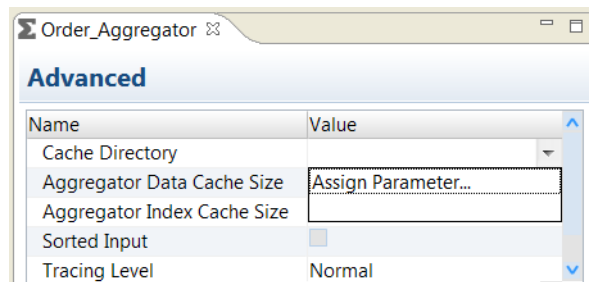 Order_Aggregator
Advanced
Name Value
Cache Directory
Aggregator Data Cache Size Assign Parameter...
Aggregator Index Cache Size
Sorted Input
Tracing Level Normal